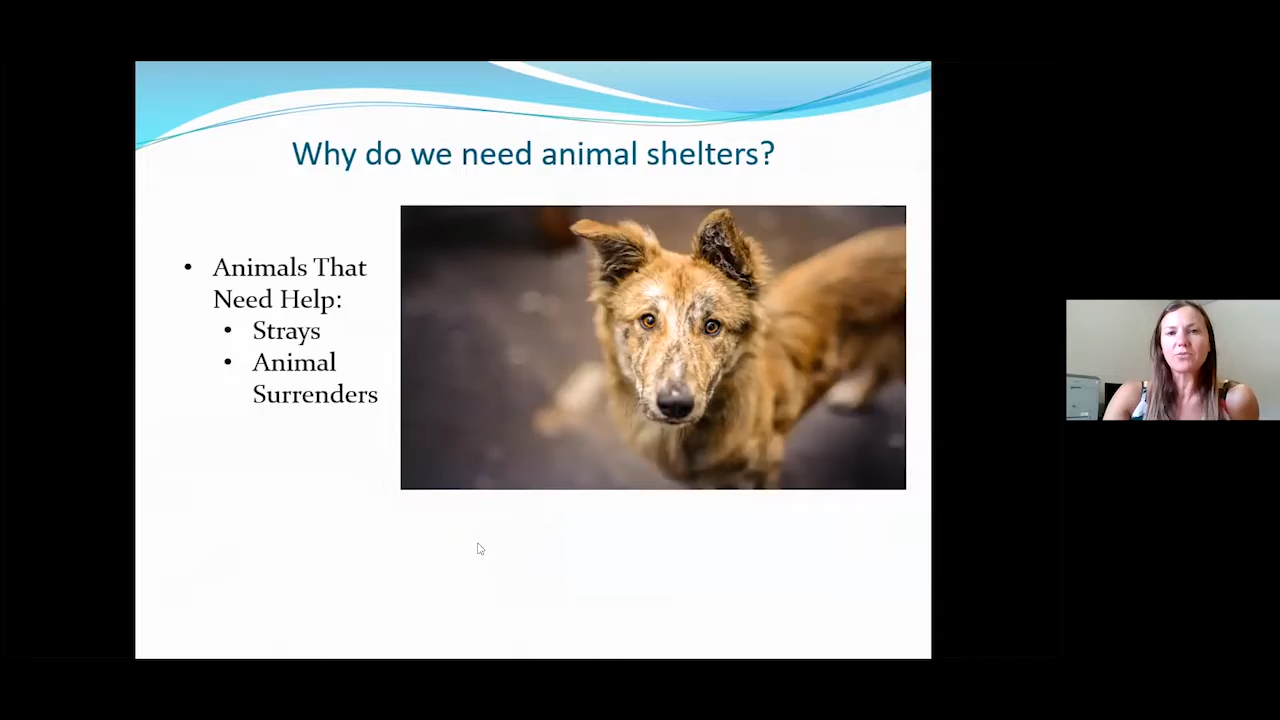 Why do we need animal shelters?
• Animals That
Need Help:
• Strays
• Animal
Surrenders